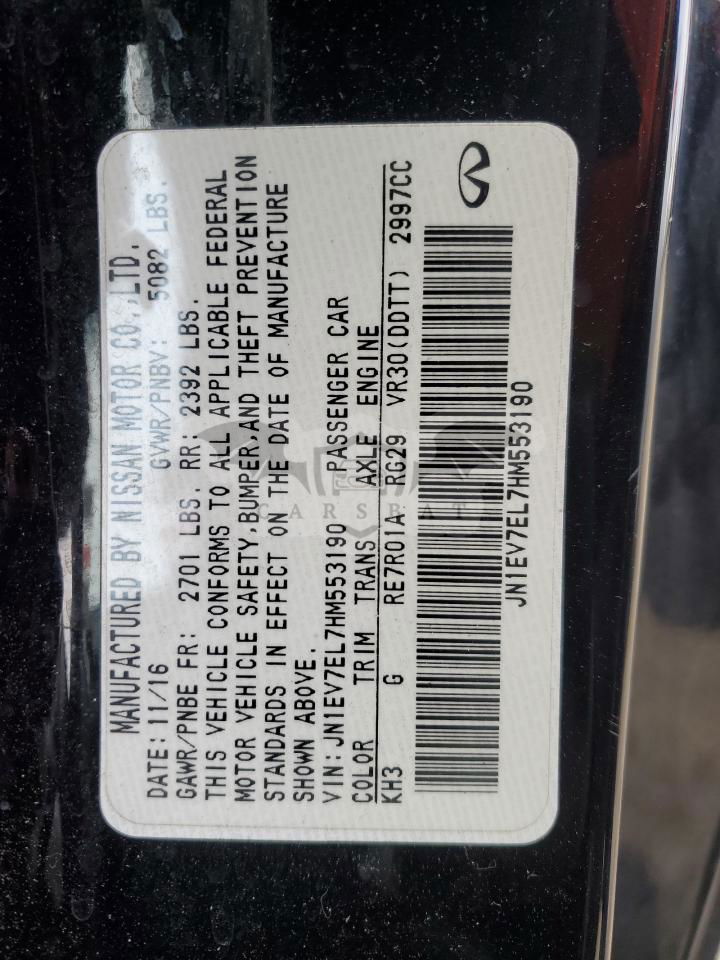 MANUFACTURED BY NISSAN MOTOR CO.,LTD.
DATE: 11/16 GVWR/PNBV: 5082 LBS.
GAWR/PNBE FR: 2701 LBS. RR: 2392 LBS.
THIS VEHICLE CONFORMS TO ALL APPLICABLE FEDERAL
MOTOR VEHICLE SAFETY,BUMPER,AND THEFT PREVENTION
STANDARDS IN EFFECT ON THE DATE OF MANUFACTURE
SHOWN ABOVE.
VIN: JN1EV7EL7HM553190 PASSENGER CAR
COLOR TRIM TRANS AXLE ENGINE
KH3 G RE7R01A RG29 VR30(DDTT) 2997CC
JN1EV7EL7HM553190
CARSBAT